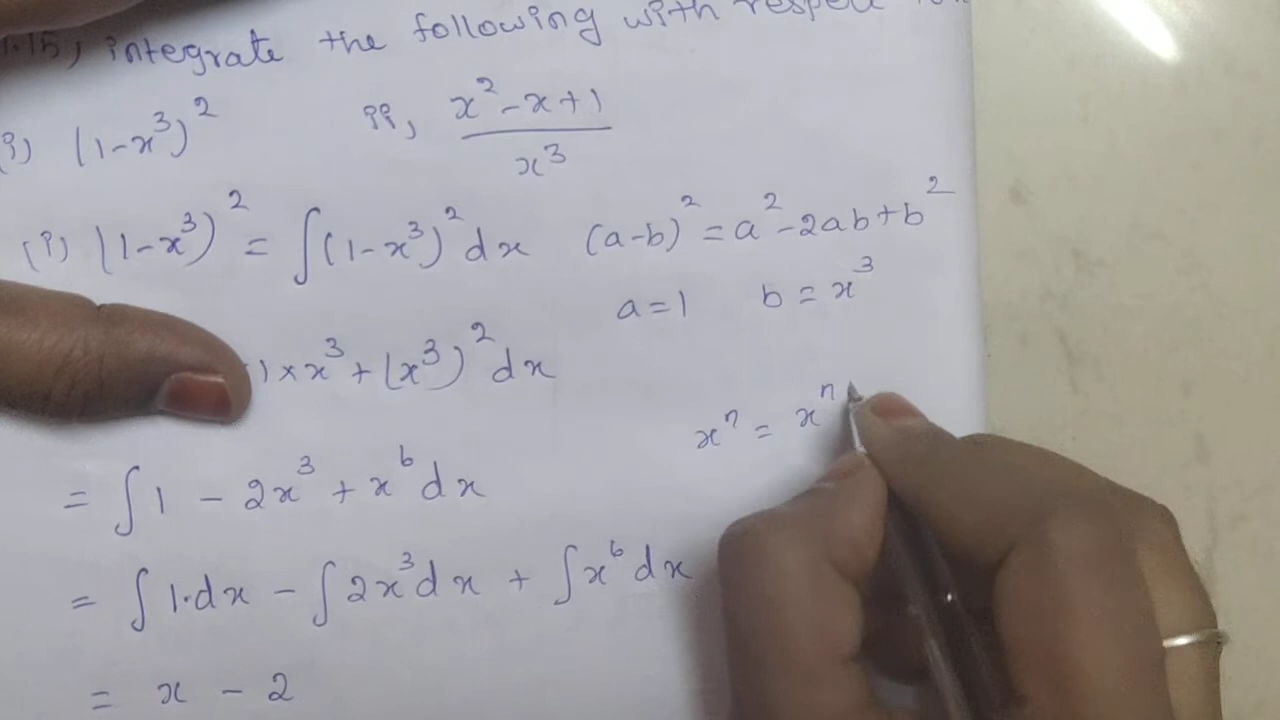 integrate the following with respect
(i) (1-x³)² ii, x²-x+1 / x³
(i) (1-x³)² = ∫(1-x³)² dx (a-b)² = a²-2ab+b²
a=1 b=x³
1×x³+(x³)² dx
xⁿ = xⁿ
= ∫1 - 2x³ + x⁶ dx
= ∫1·dx - ∫2x³dx + ∫x⁶dx
= x - 2